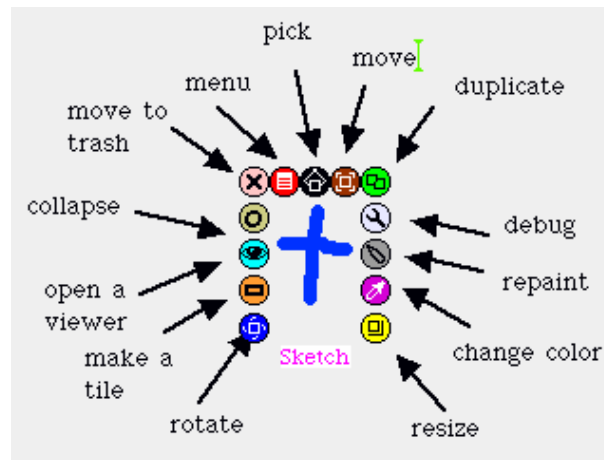 pick
move
menu
duplicate
move to
trash
collapse
debug
repaint
open a
viewer
make a
tile
change color
Sketch
rotate
resize